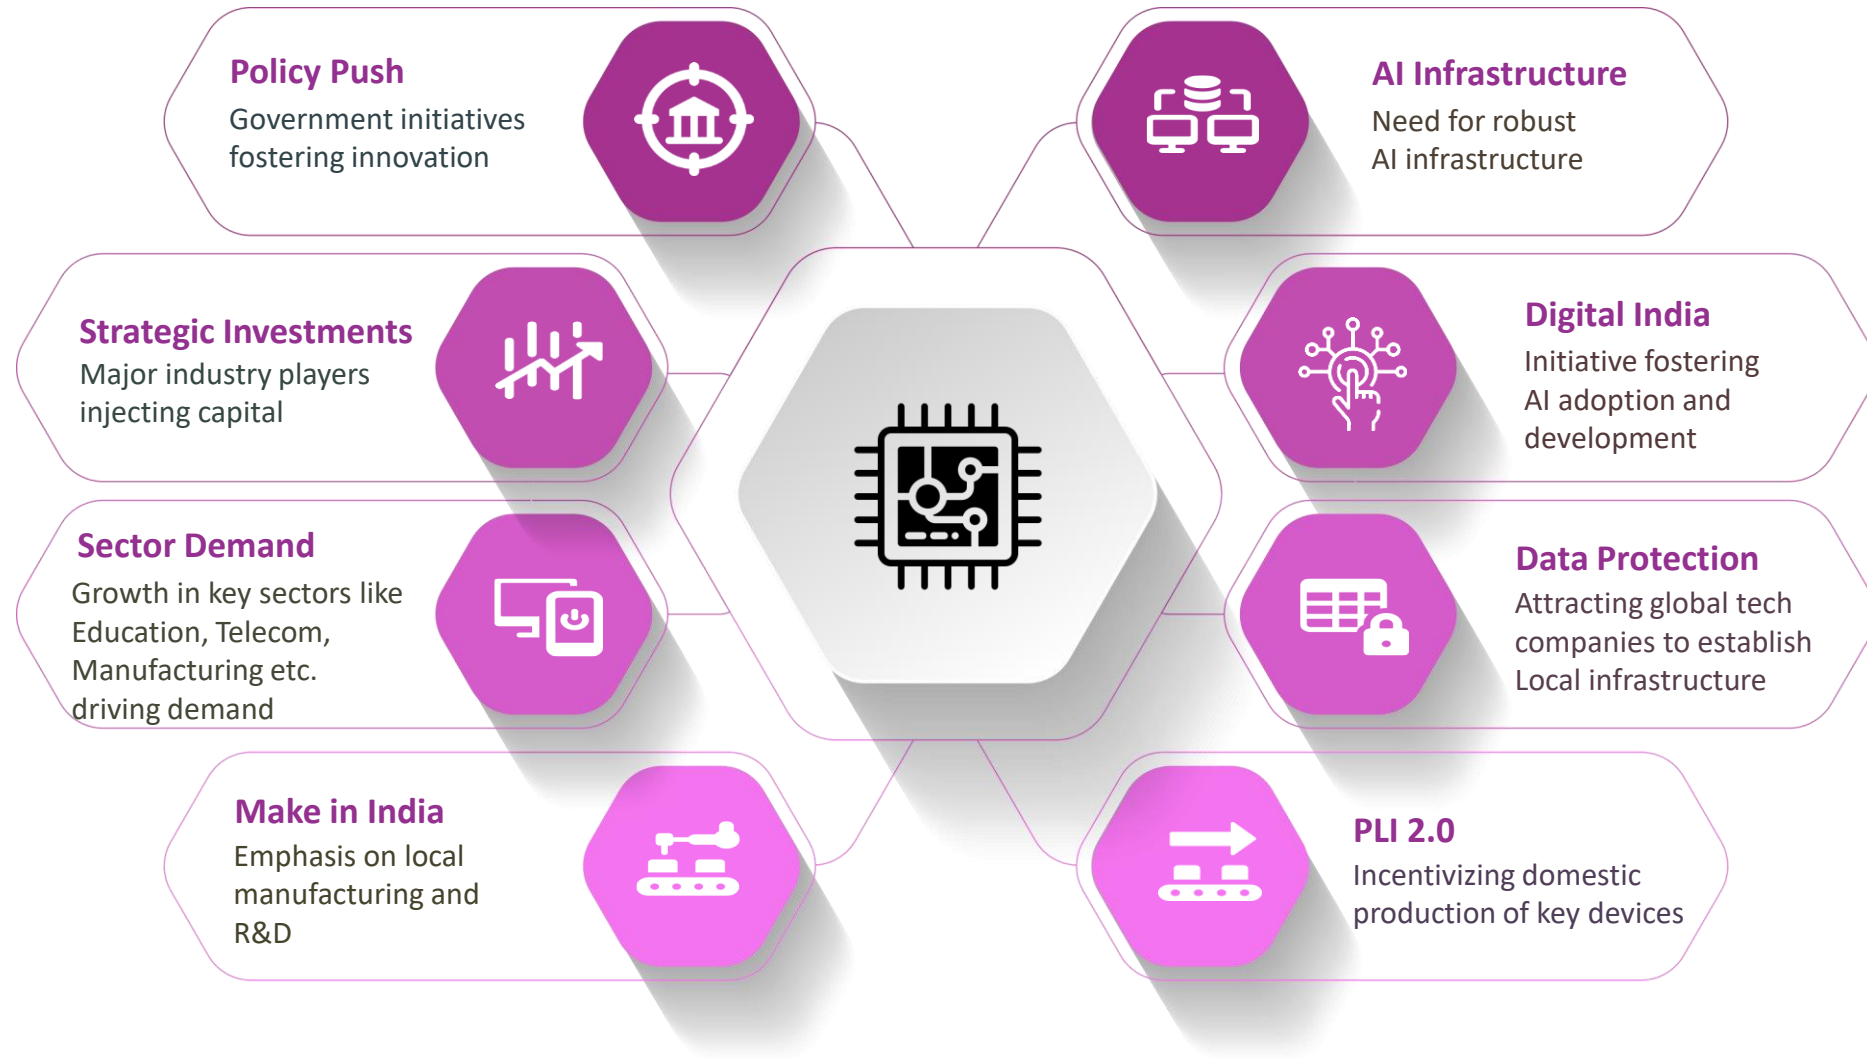 Policy Push
Government initiatives
fostering innovation
Strategic Investments
Major industry players
injecting capital
Sector Demand
Growth in key sectors like
Education, Telecom,
Manufacturing etc.
driving demand
Make in India
Emphasis on local
manufacturing and
R&D
AI Infrastructure
Need for robust
AI infrastructure
Digital India
Initiative fostering
AI adoption and
development
Data Protection
Attracting global tech
companies to establish
Local infrastructure
PLI 2.0
Incentivizing domestic
production of key devices